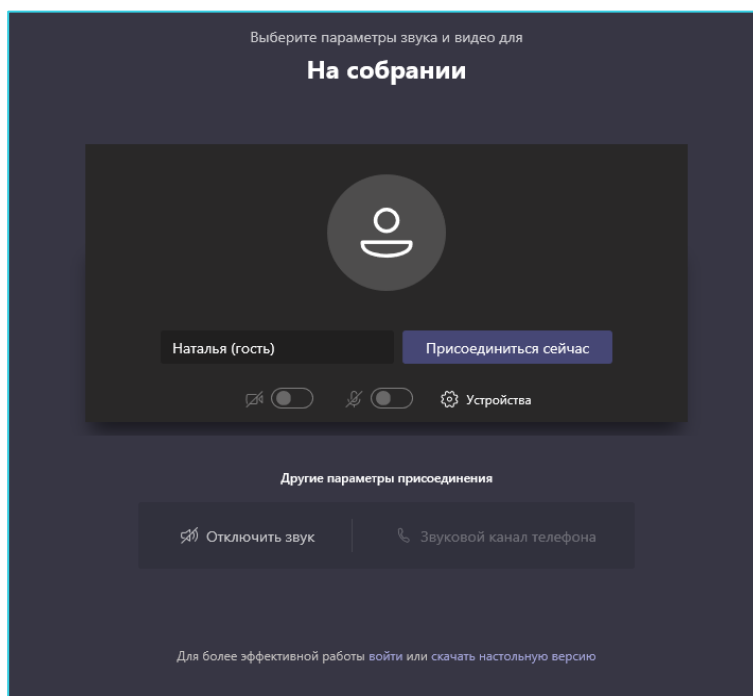 Выберите параметры звука и видео для
На собрании
Наталья (гость)
Присоединиться сейчас
Устройства
Другие параметры присоединения
Отключить звук
Звуковой канал телефона
Для более эффективной работы войти или скачать настольную версию